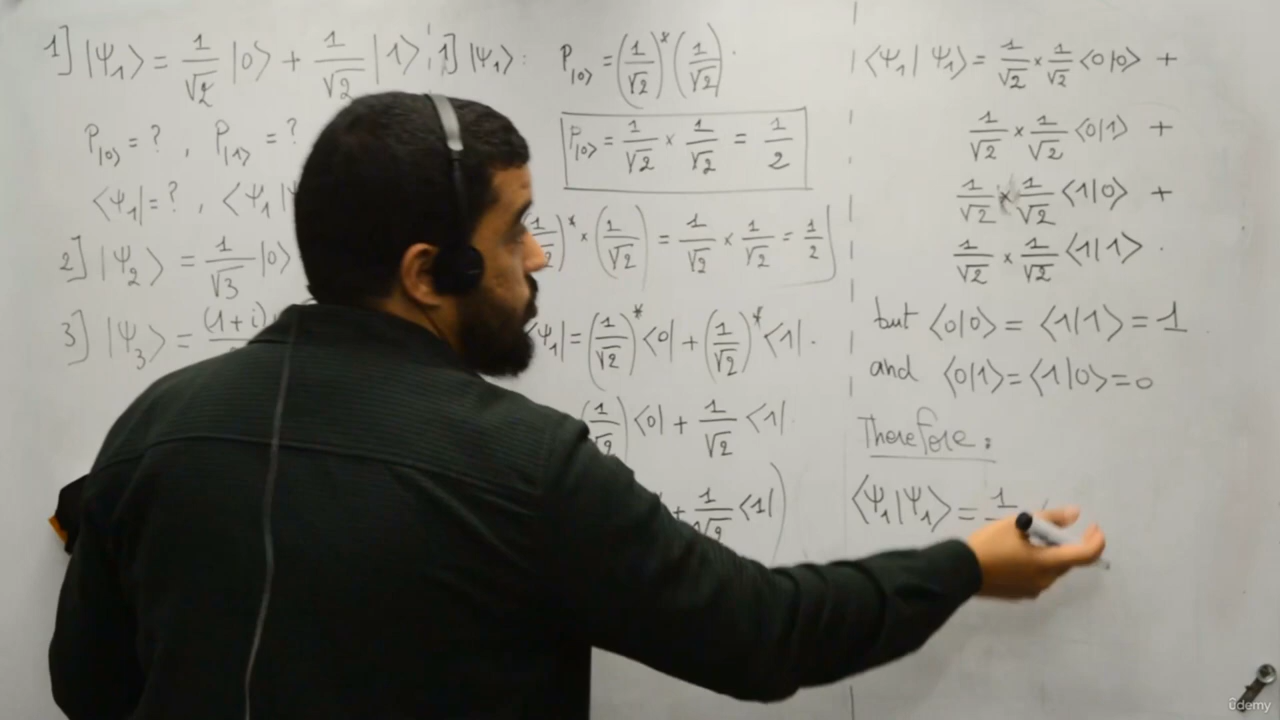 1] |Ψ₁⟩ = 1/√2 |0⟩ + 1/√2 |1⟩
P|0⟩ = ? , P|1⟩ = ?
⟨Ψ₁| = ? , ⟨Ψ₁|
2] |Ψ₂⟩ = 1/√3 |0⟩
3] |Ψ₃⟩ = (1+i)
1] |Ψ₁⟩:
P|0⟩ = (1/√2)* (1/√2).
P|0⟩ = 1/√2 × 1/√2 = 1/2
)* × (1/√2) = 1/√2 × 1/√2 = 1/2
⟨Ψ₁| = (1/√2)* ⟨0| + (1/√2)* ⟨1|.
(1/√2) ⟨0| + 1/√2 ⟨1|
+ 1/√2 ⟨1|)
⟨Ψ₁|Ψ₁⟩ = 1/√2 × 1/√2 ⟨0|0⟩ +
1/√2 × 1/√2 ⟨0|1⟩ +
1/√2 × 1/√2 ⟨1|0⟩ +
1/√2 × 1/√2 ⟨1|1⟩.
but ⟨0|0⟩ = ⟨1|1⟩ = 1.
and ⟨0|1⟩ = ⟨1|0⟩ = 0
Therefore:
⟨Ψ₁|Ψ₁⟩ = 1
ûdemy